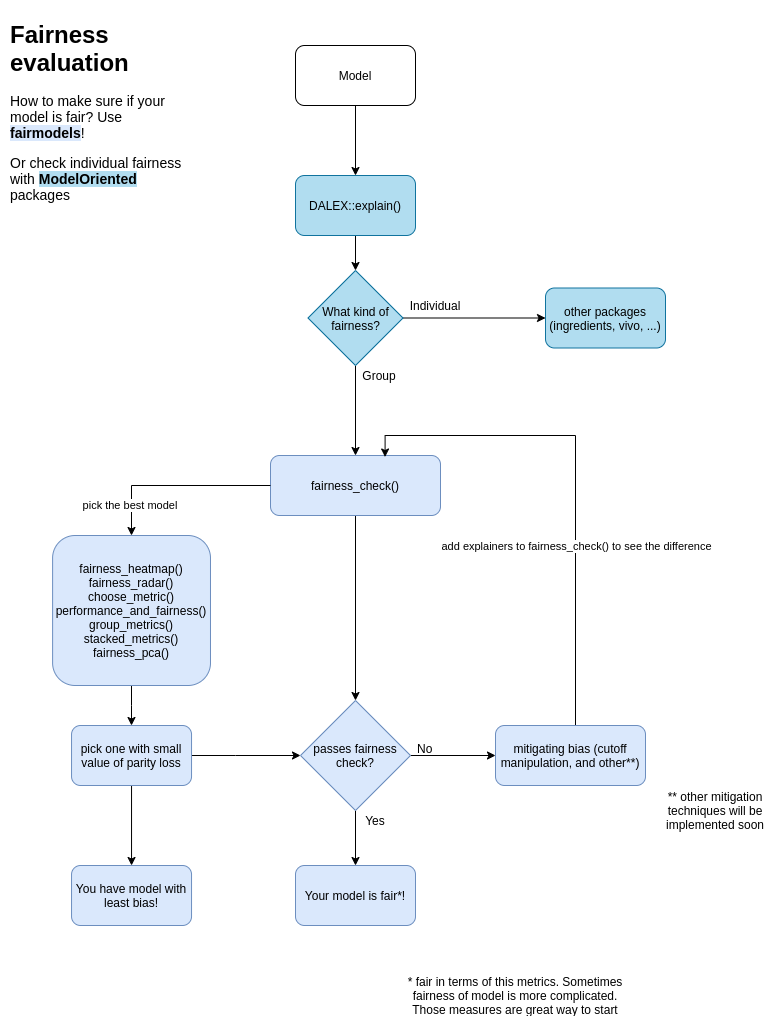 Fairness
evaluation
How to make sure if your
model is fair? Use
fairmodels!
Or check individual fairness
with ModelOriented
packages
Model
DALEX::explain()
What kind of
fairness?
Individual
other packages
(ingredients, vivo, ...)
Group
fairness_check()
pick the best model
add explainers to fairness_check() to see the difference
fairness_heatmap()
fairness_radar()
choose_metric()
performance_and_fairness()
group_metrics()
stacked_metrics()
fairness_pca()
pick one with small
value of parity loss
passes fairness
check?
No
mitigating bias (cutoff
manipulation, and other**)
** other mitigation
techniques will be
implemented soon
Yes
You have model with
least bias!
Your model is fair*!
* fair in terms of this metrics. Sometimes
fairness of model is more complicated.
Those measures are great way to start